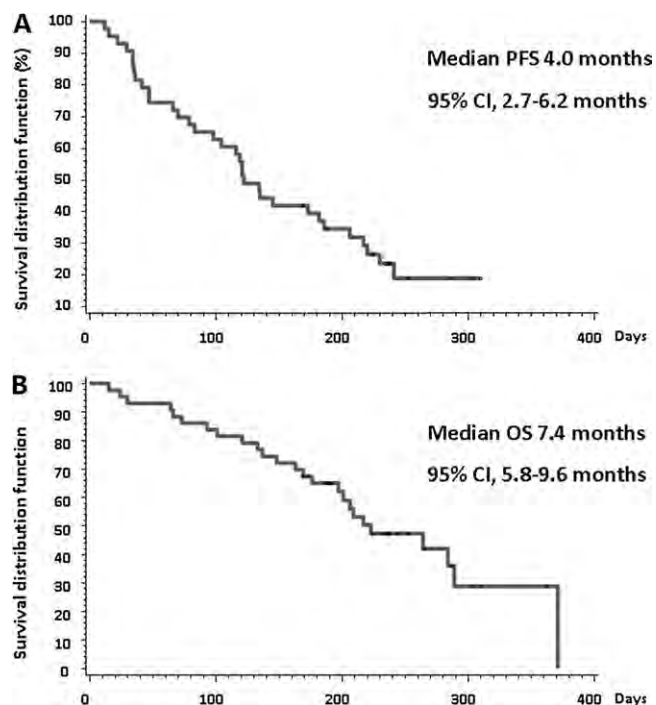 A
Survival distribution function (%)
100
90
80
70
60
50
40
30
20
10
Median PFS 4.0 months
95% CI, 2.7-6.2 months
0 100 200 300 400 Days
B
Survival distribution function
100
90
80
70
60
50
40
30
20
10
0
Median OS 7.4 months
95% CI, 5.8-9.6 months
0 100 200 300 400 Days